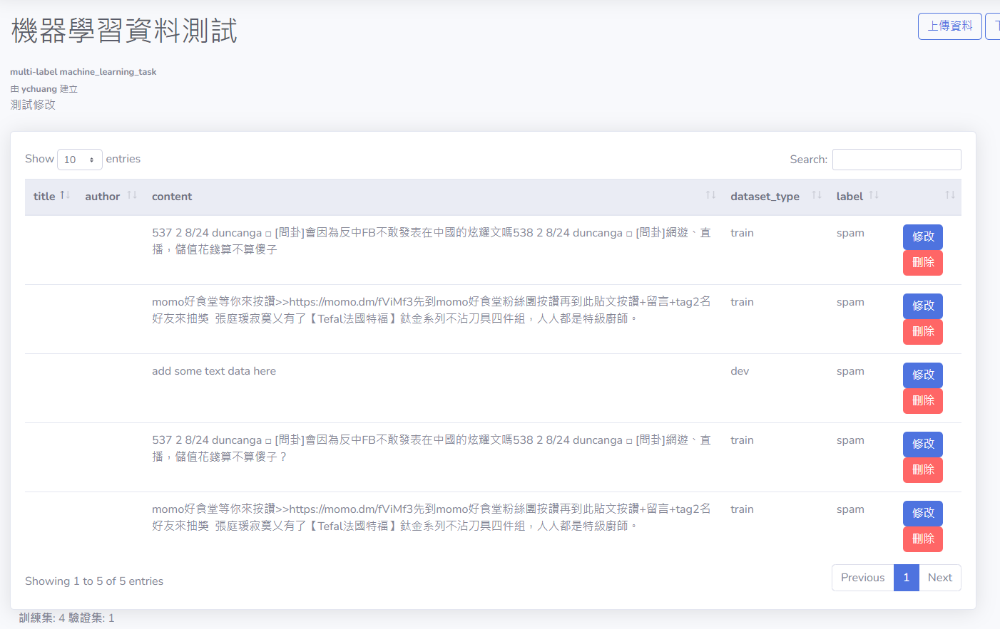 機器學習資料測試
上傳資料
multi-label machine_learning_task
由 ychuang 建立
測試修改
Show 10 entries
Search:
title author content dataset_type label
537 2 8/24 duncanga □ [問卦]會因為反中FB不敢發表在中國的炫耀文嗎538 2 8/24 duncanga □ [問卦]網遊、直 train spam 修改
播，儲值花錢算不算傻子
刪除
momo好食堂等你來按讚>>https://momo.dm/fViMf3先到momo好食堂粉絲團按讚再到此貼文按讚+留言+tag2名 train spam 修改
好友來抽獎 張庭瑗寂寞乂有了【Tefal法國特福】鈦金系列不沾刀具四件組，人人都是特級廚師。
刪除
add some text data here dev spam 修改
刪除
537 2 8/24 duncanga □ [問卦]會因為反中FB不敢發表在中國的炫耀文嗎538 2 8/24 duncanga □ [問卦]網遊、直 train spam 修改
播，儲值花錢算不算傻子？
刪除
momo好食堂等你來按讚>>https://momo.dm/fViMf3先到momo好食堂粉絲團按讚再到此貼文按讚+留言+tag2名 train spam 修改
好友來抽獎 張庭瑗寂寞乂有了【Tefal法國特福】鈦金系列不沾刀具四件組，人人都是特級廚師。
刪除
Showing 1 to 5 of 5 entries
Previous 1 Next
訓練集: 4 驗證集: 1